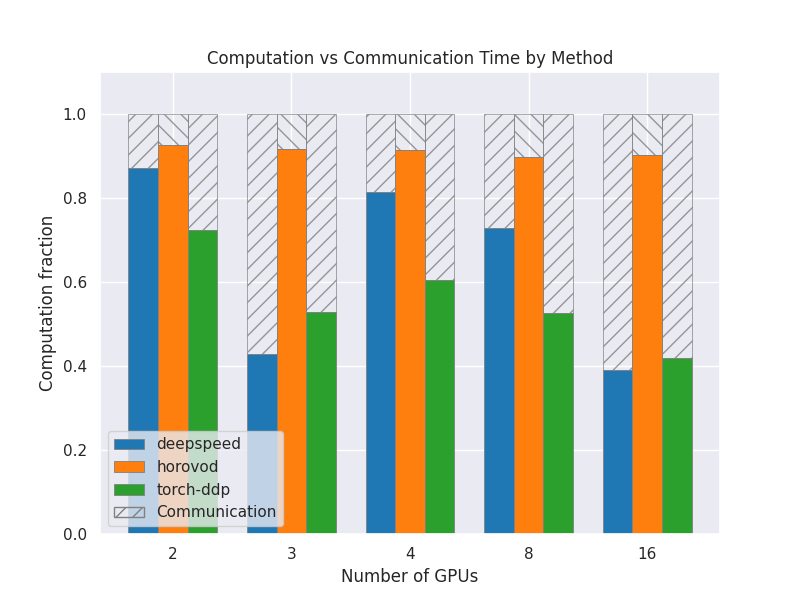 Computation vs Communication Time by Method
Computation fraction
1.0
0.8
0.6
0.4
0.2
0.0
deepspeed
horovod
torch-ddp
Communication
2 3 4 8 16
Number of GPUs